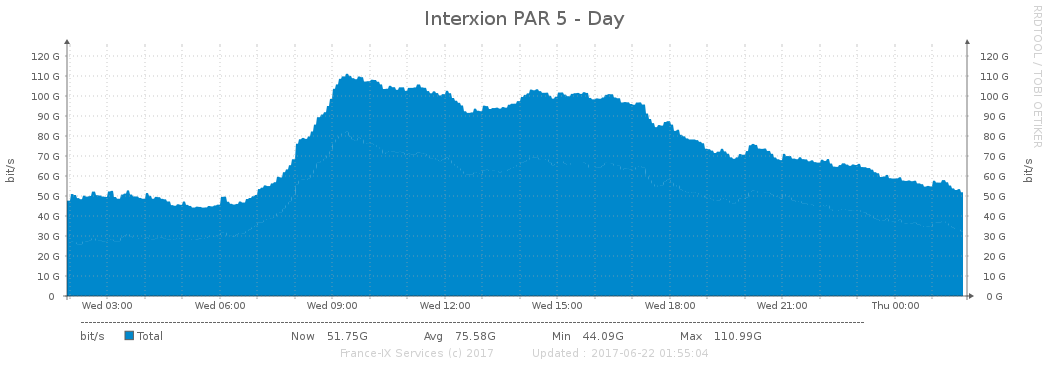 Interxion PAR 5 - Day
RRDTOOL / TOBI OETIKER
bit/s
bit/s
120 G 120 G
110 G 110 G
100 G 100 G
90 G 90 G
80 G 80 G
70 G 70 G
60 G 60 G
50 G 50 G
40 G 40 G
30 G 30 G
20 G 20 G
10 G 10 G
0 0 G
Wed 03:00 Wed 06:00 Wed 09:00 Wed 12:00 Wed 15:00 Wed 18:00 Wed 21:00 Thu 00:00
bit/s Total Now 51.75G Avg 75.58G Min 44.09G Max 110.99G
France-IX Services (c) 2017 Updated : 2017-06-22 01:55:04